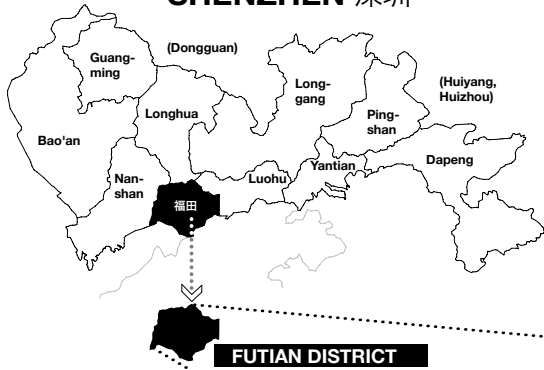 SHENZHEN 深圳
Guang-
ming
(Dongguan)
Long-
gang
(Huiyang,
Huizhou)
Longhua
Ping-
shan
Bao'an
Yantian
Dapeng
Nan-
shan
Luohu
福田
FUTIAN DISTRICT